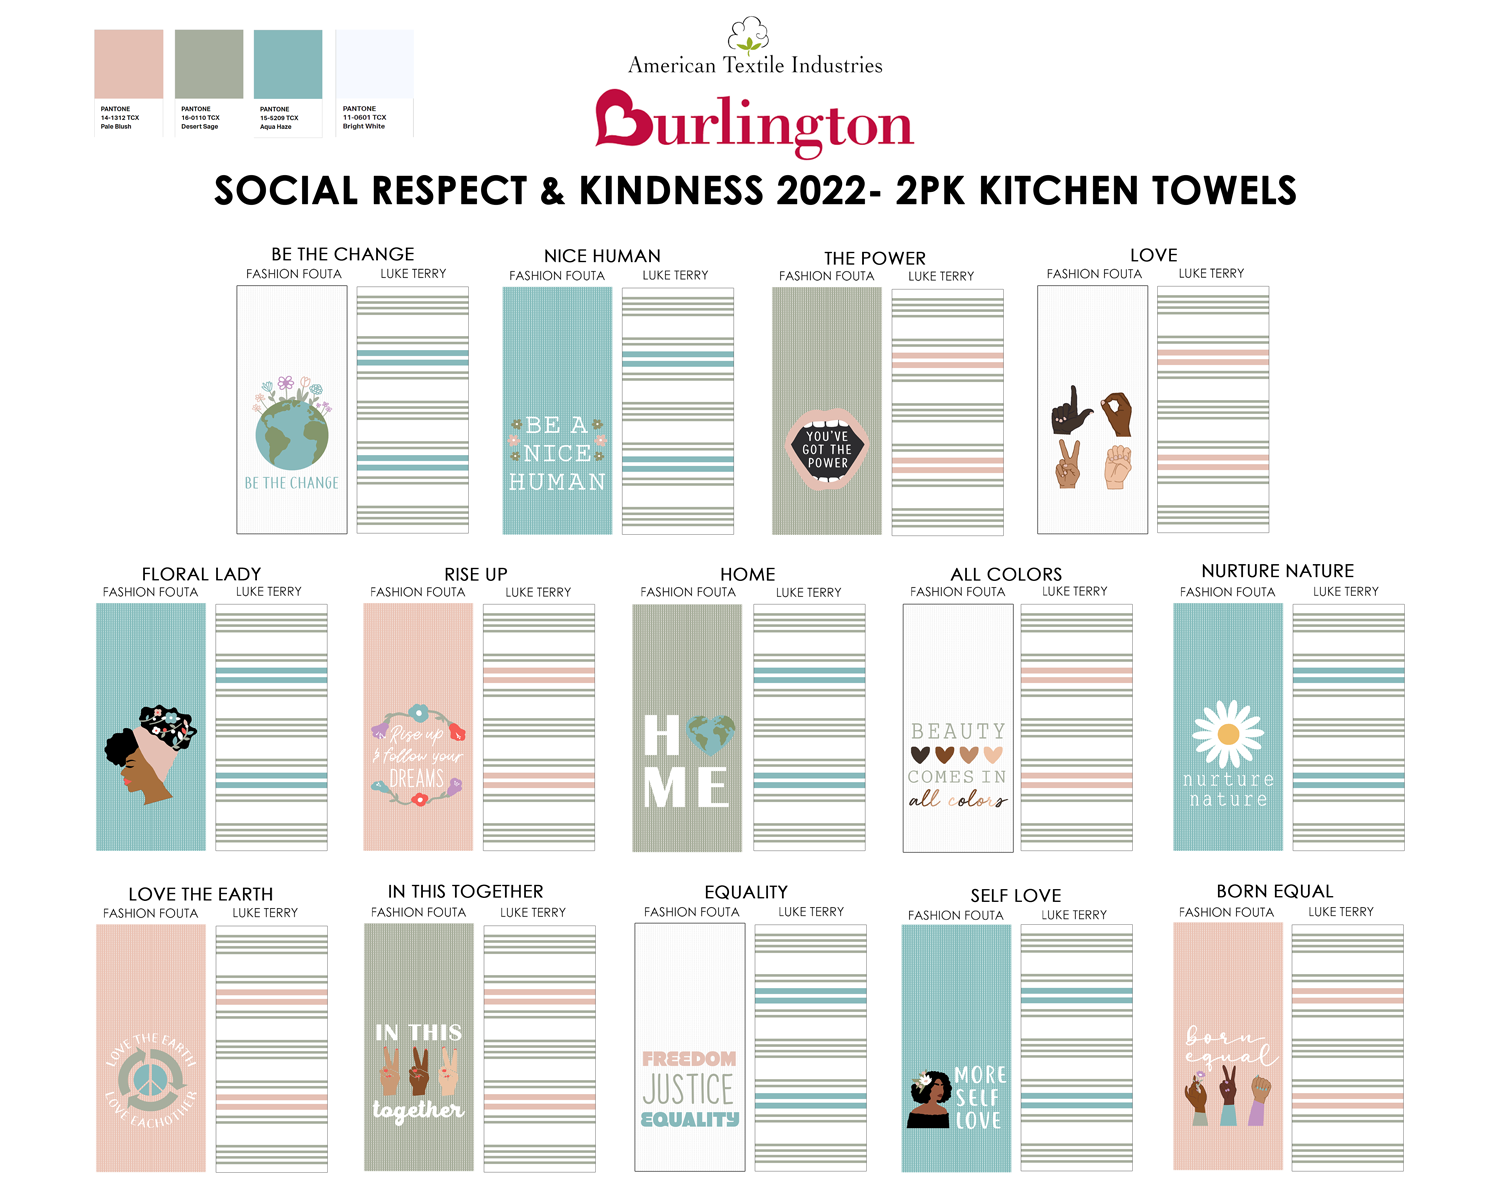 American Textile Industries
Burlington
PANTONE
14-1312 TCX
Pale Blush
PANTONE
16-0110 TCX
Desert Sage
PANTONE
15-5209 TCX
Aqua Haze
PANTONE
11-0601 TCX
Bright White
SOCIAL RESPECT & KINDNESS 2022- 2PK KITCHEN TOWELS
BE THE CHANGE
FASHION FOUTA
LUKE TERRY
BE THE CHANGE
NICE HUMAN
FASHION FOUTA
LUKE TERRY
BE A
NICE
HUMAN
THE POWER
FASHION FOUTA
LUKE TERRY
YOU'VE
GOT THE
POWER
LOVE
FASHION FOUTA
LUKE TERRY
FLORAL LADY
FASHION FOUTA
LUKE TERRY
RISE UP
FASHION FOUTA
LUKE TERRY
Rise up
& follow your
DREAMS
HOME
FASHION FOUTA
LUKE TERRY
H
ME
ALL COLORS
FASHION FOUTA
LUKE TERRY
BEAUTY
COMES IN
all colors
NURTURE NATURE
FASHION FOUTA
LUKE TERRY
nurture
nature
LOVE THE EARTH
FASHION FOUTA
LUKE TERRY
LOVE THE EARTH
LOVE EACHOTHER
IN THIS TOGETHER
FASHION FOUTA
LUKE TERRY
IN THIS
together
EQUALITY
FASHION FOUTA
LUKE TERRY
FREEDOM
JUSTICE
EQUALITY
SELF LOVE
FASHION FOUTA
LUKE TERRY
MORE
SELF
LOVE
BORN EQUAL
FASHION FOUTA
LUKE TERRY
born
equal